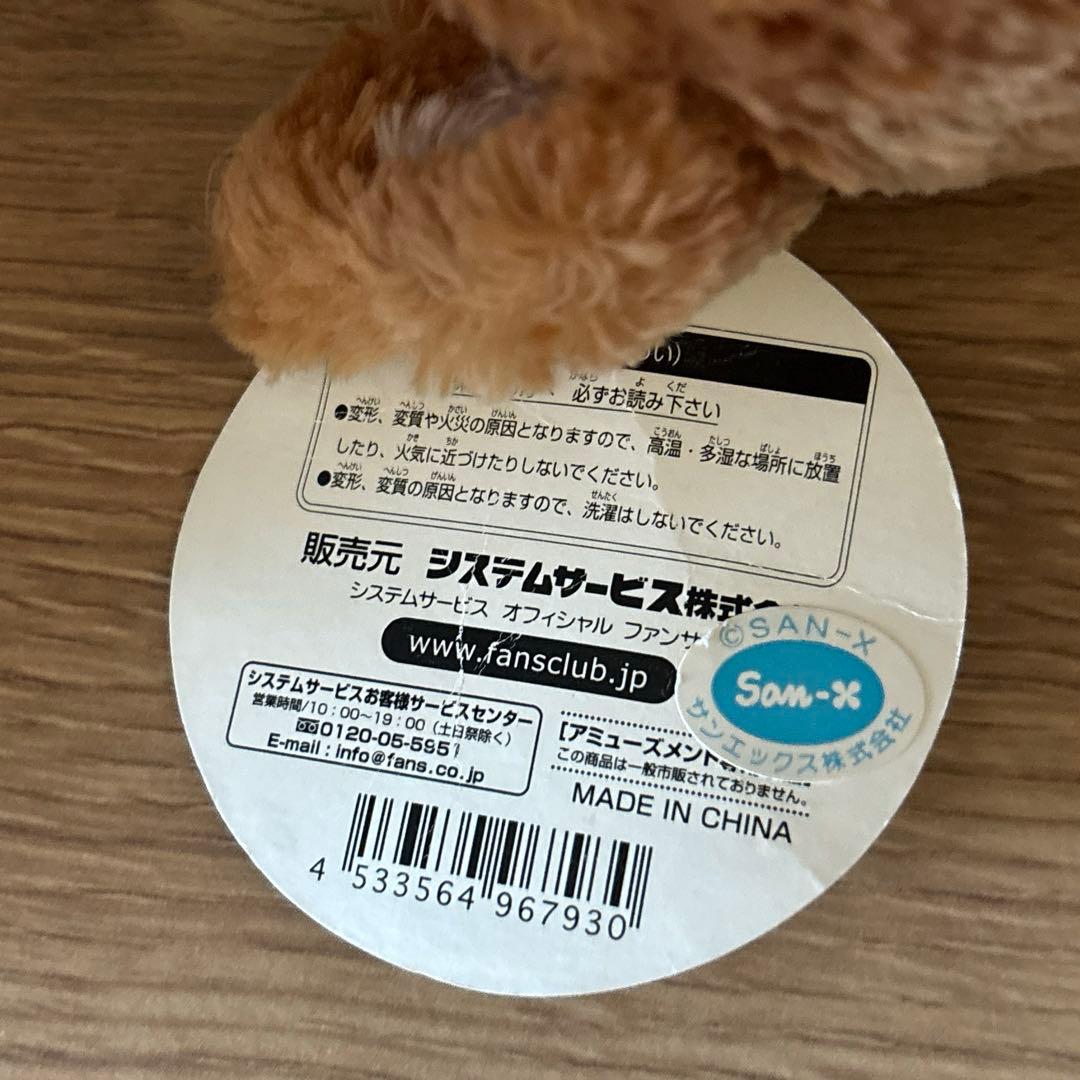 い)
必ずお読み下さい
●変形、変質や火災の原因となりますので、高温・多湿な場所に放置
したり、火気に近づけたりしないでください。
●変形、変質の原因となりますので、洗濯はしないでください。
販売元 システムサービス株式
システムサービス オフィシャル ファンサ
www.fansclub.jp
システムサービスお客様サービスセンター
営業時間/10:00〜19:00(土日祭除く)
0120-05-5951
E-mail:info@fans.co.jp
【アミューズメント
この商品は一般市販されておりません。
MADE IN CHINA
©SAN-X
San-X
サンエックス株式会社
4 533564 967930